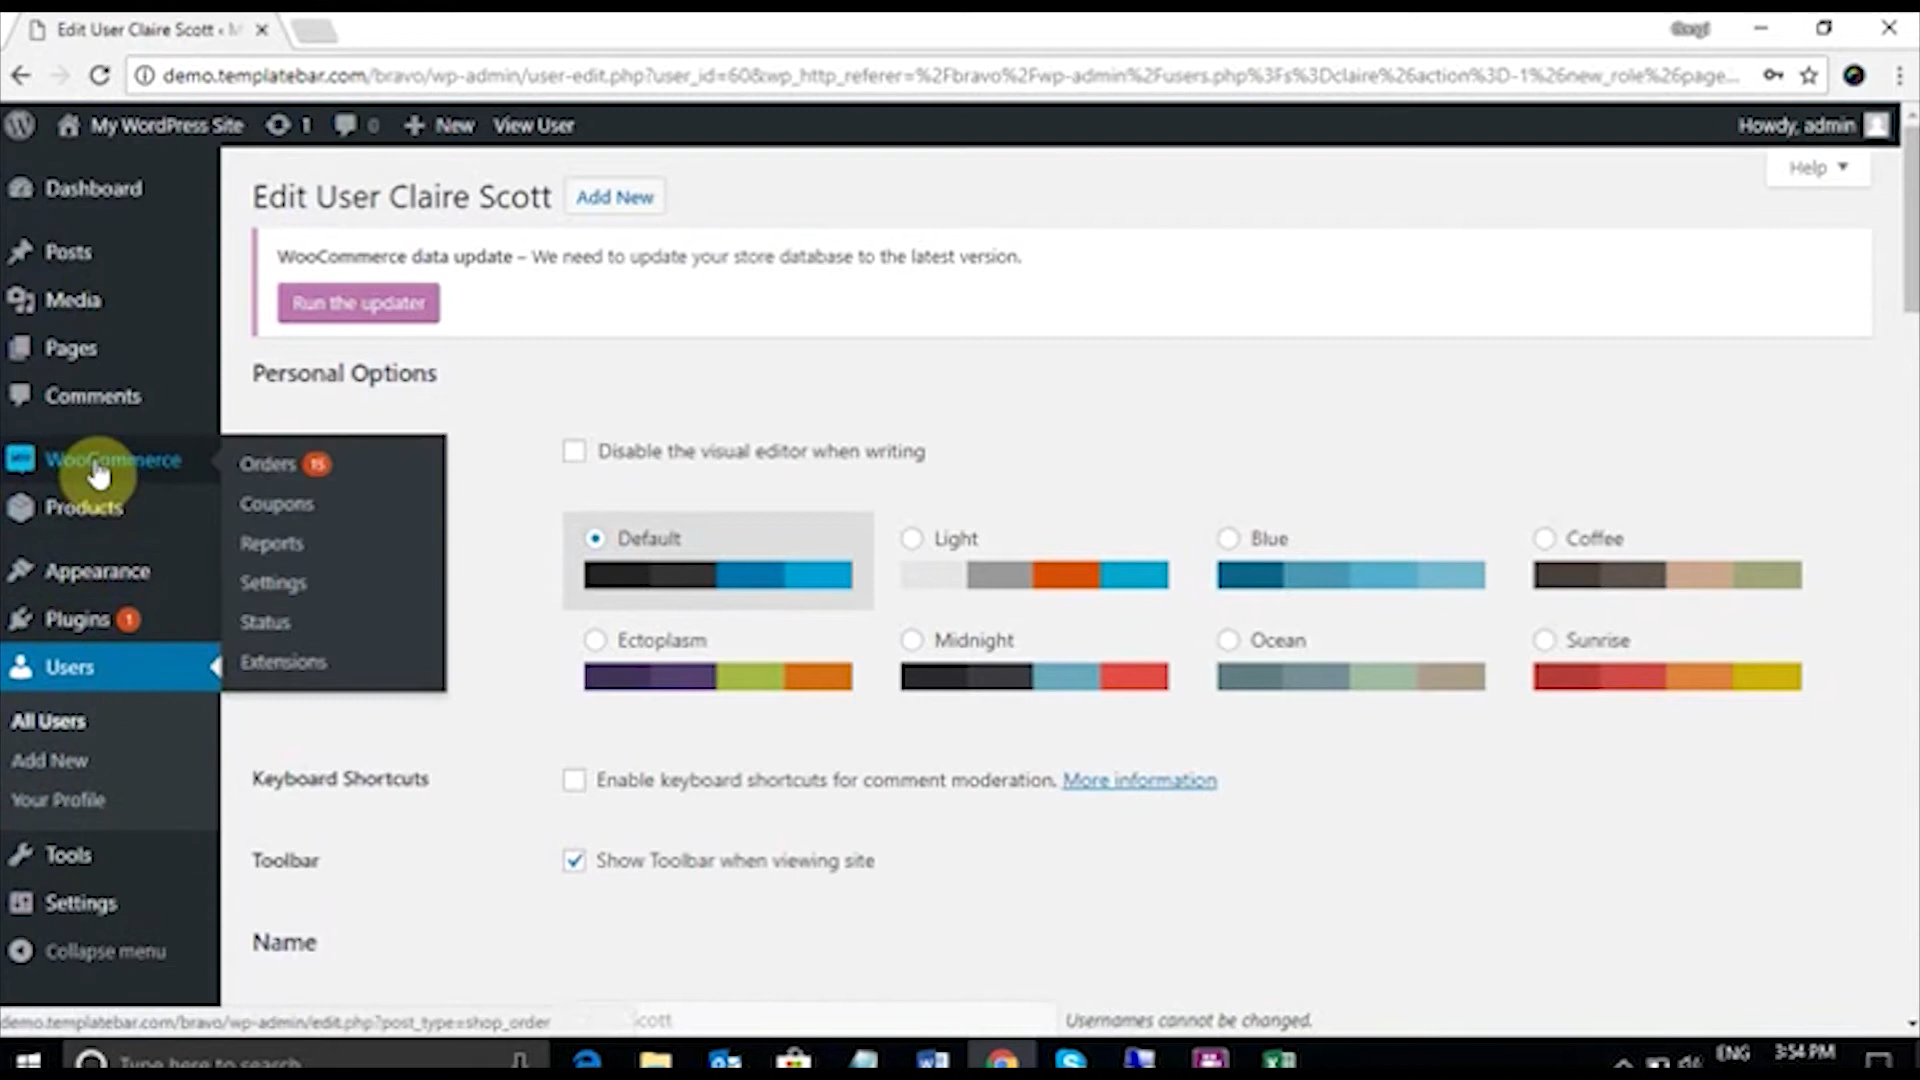 Edit User Claire Scott ‹ M
demo.templatebar.com/bravo/wp-admin/user-edit.php?user_id=60&wp_http_referer=%2Fbravo%2Fwp-admin%2Fusers.php%3Fs%3Dclaire%26action%3D-1%26new_role%26page...
My WordPress Site 1 0 New View User Howdy, admin
Help
Dashboard
Posts
Media
Pages
Comments
WooCommerce
Products
Appearance
Plugins 1
Users
All Users
Add New
Your Profile
Tools
Settings
Collapse menu
Orders 15
Coupons
Reports
Settings
Status
Extensions
Edit User Claire Scott Add New
WooCommerce data update – We need to update your store database to the latest version.
Run the updater
Personal Options
Disable the visual editor when writing
Default Light Blue Coffee
Ectoplasm Midnight Ocean Sunrise
Keyboard Shortcuts Enable keyboard shortcuts for comment moderation. More information
Toolbar Show Toolbar when viewing site
Name
cott Usernames cannot be changed.
demo.templatebar.com/bravo/wp-admin/edit.php?post_type=shop_order
Type here to search
ENG 3:54 PM